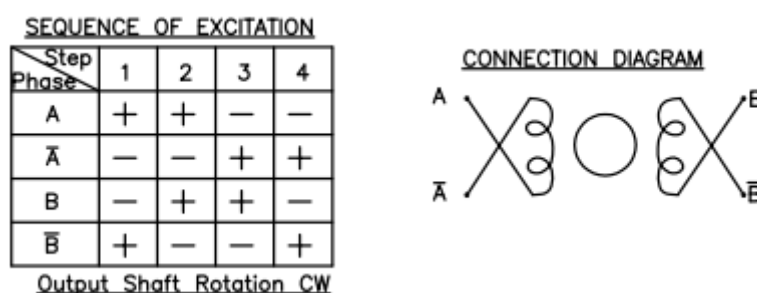 SEQUENCE OF EXCITATION
Step
Phase
1 2 3 4
A + + − −
A̅ − − + +
B − + + −
B̅ + − − +
Output Shaft Rotation CW
CONNECTION DIAGRAM
A
B
A̅
B̅